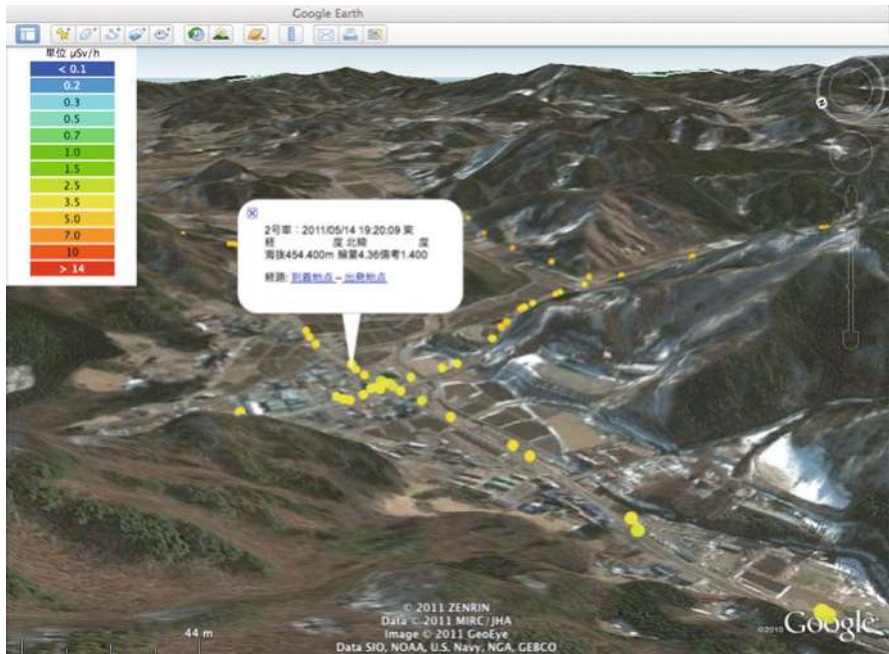 Google Earth
単位 µSv/h
< 0.1
0.2
0.3
0.5
0.7
1.0
1.5
2.5
3.5
5.0
7.0
10
> 14
2号車：2011/05/14 19:20:09 東
経 度 北緯 度
海抜454.400m 線量4.36備考1.400
経路: 到着地点 – 出発地点
© 2011 ZENRIN
Data © 2011 MIRC/JHA
Image © 2011 GeoEye
Data SIO, NOAA, U.S. Navy, NGA, GEBCO
44 m
©2010 Google